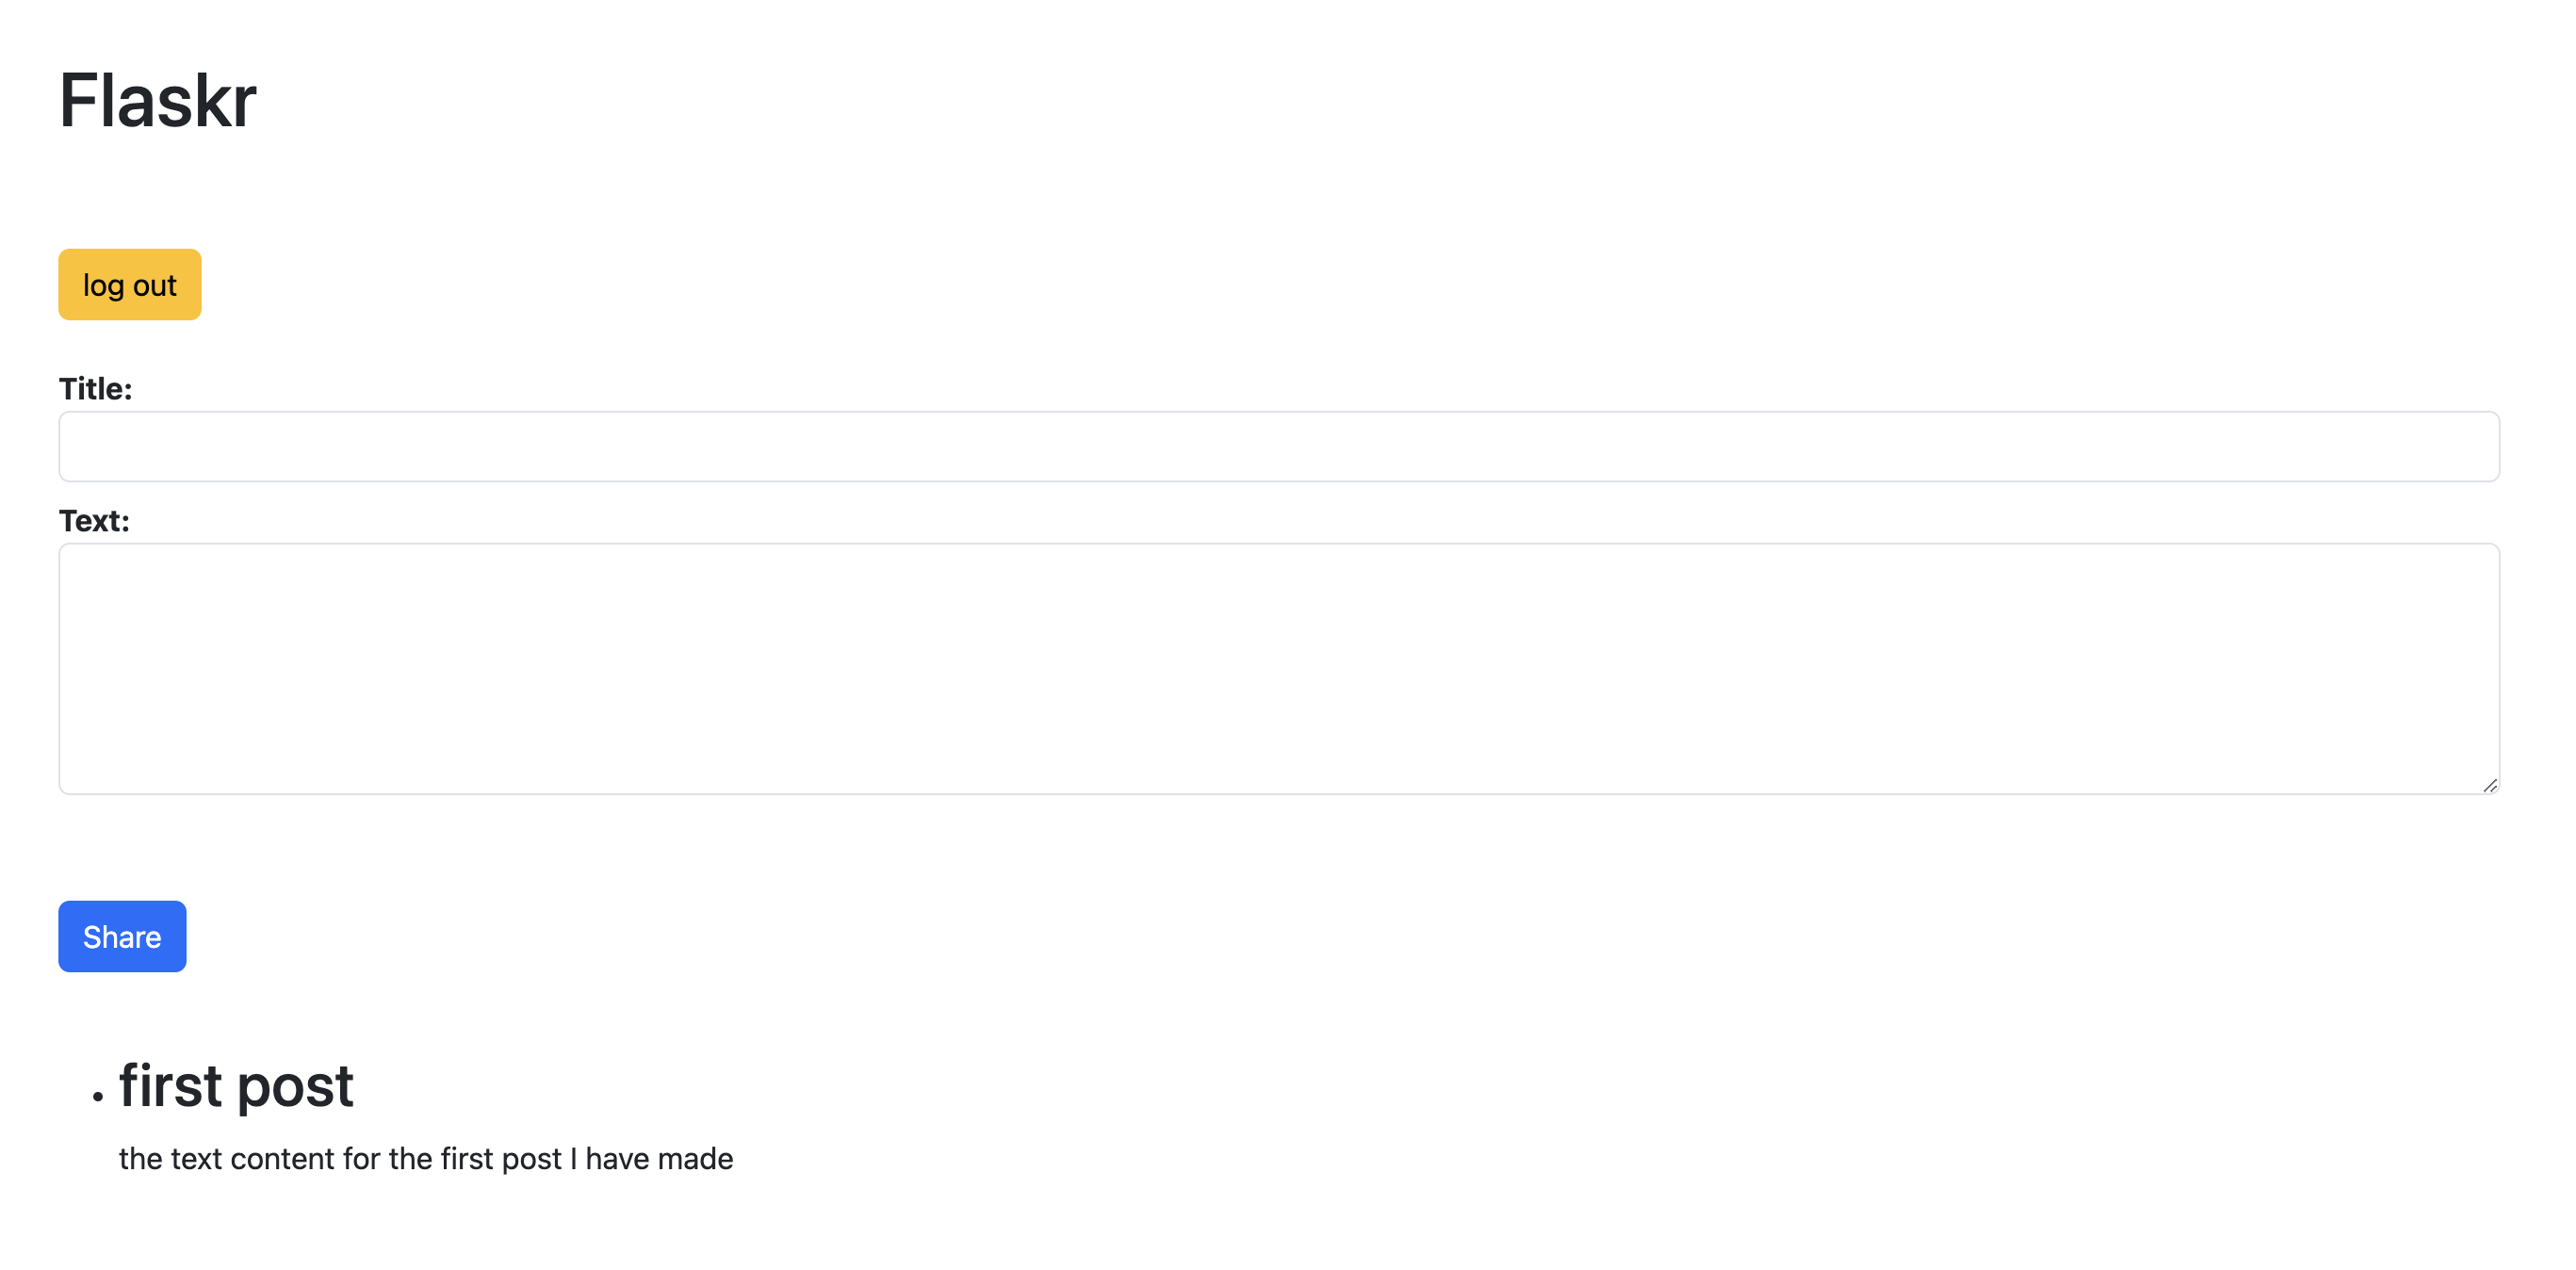 Flaskr
log out
Title:
Text:
Share
first post
the text content for the first post I have made